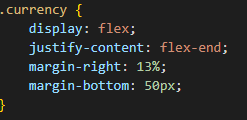 .currency {
    display: flex;
    justify-content: flex-end;
    margin-right: 13%;
    margin-bottom: 50px;
}